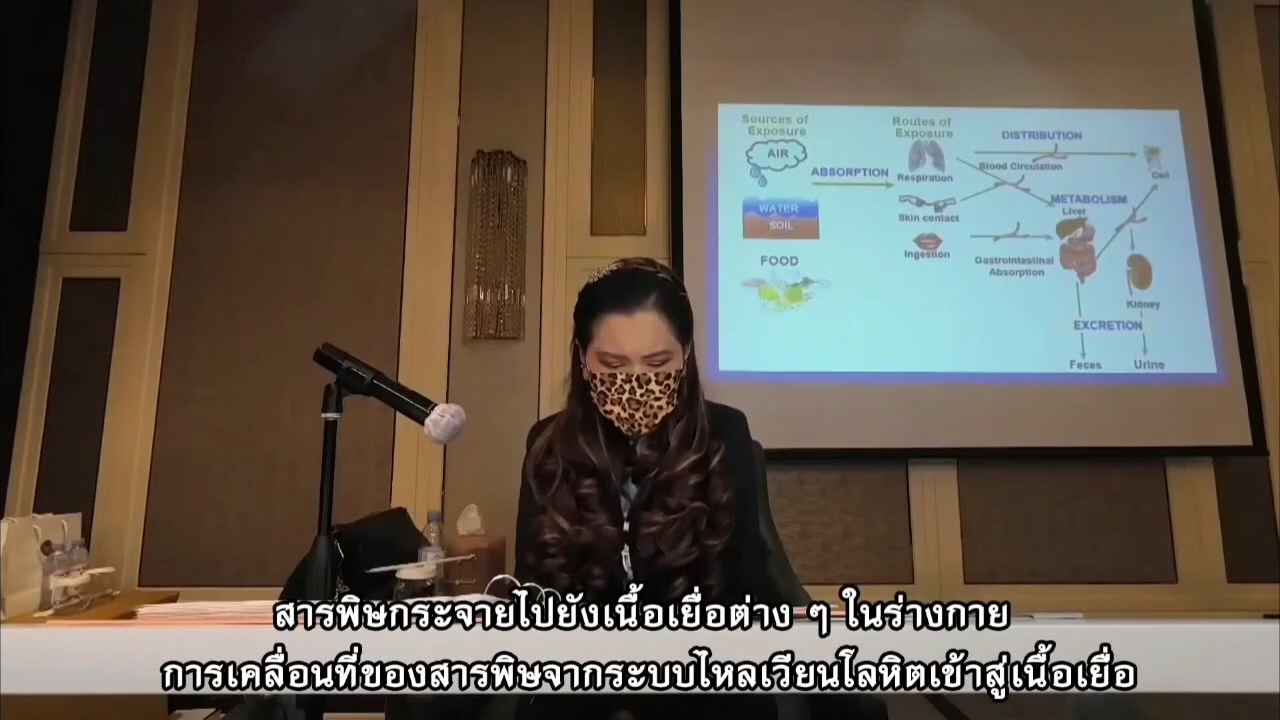 Sources of
Exposure
AIR
WATER
SOIL
FOOD
ABSORPTION
Routes of
Exposure
Respiration
Skin contact
Ingestion
DISTRIBUTION
Blood Circulation
Cell
METABOLISM
Liver
Gastrointestinal
Absorption
Kidney
EXCRETION
Feces
Urine
สารพิษกระจายไปยังเนื้อเยื่อต่าง ๆ ในร่างกาย
การเคลื่อนที่ของสารพิษจากระบบไหลเวียนโลหิตเข้าสู่เนื้อเยื่อ